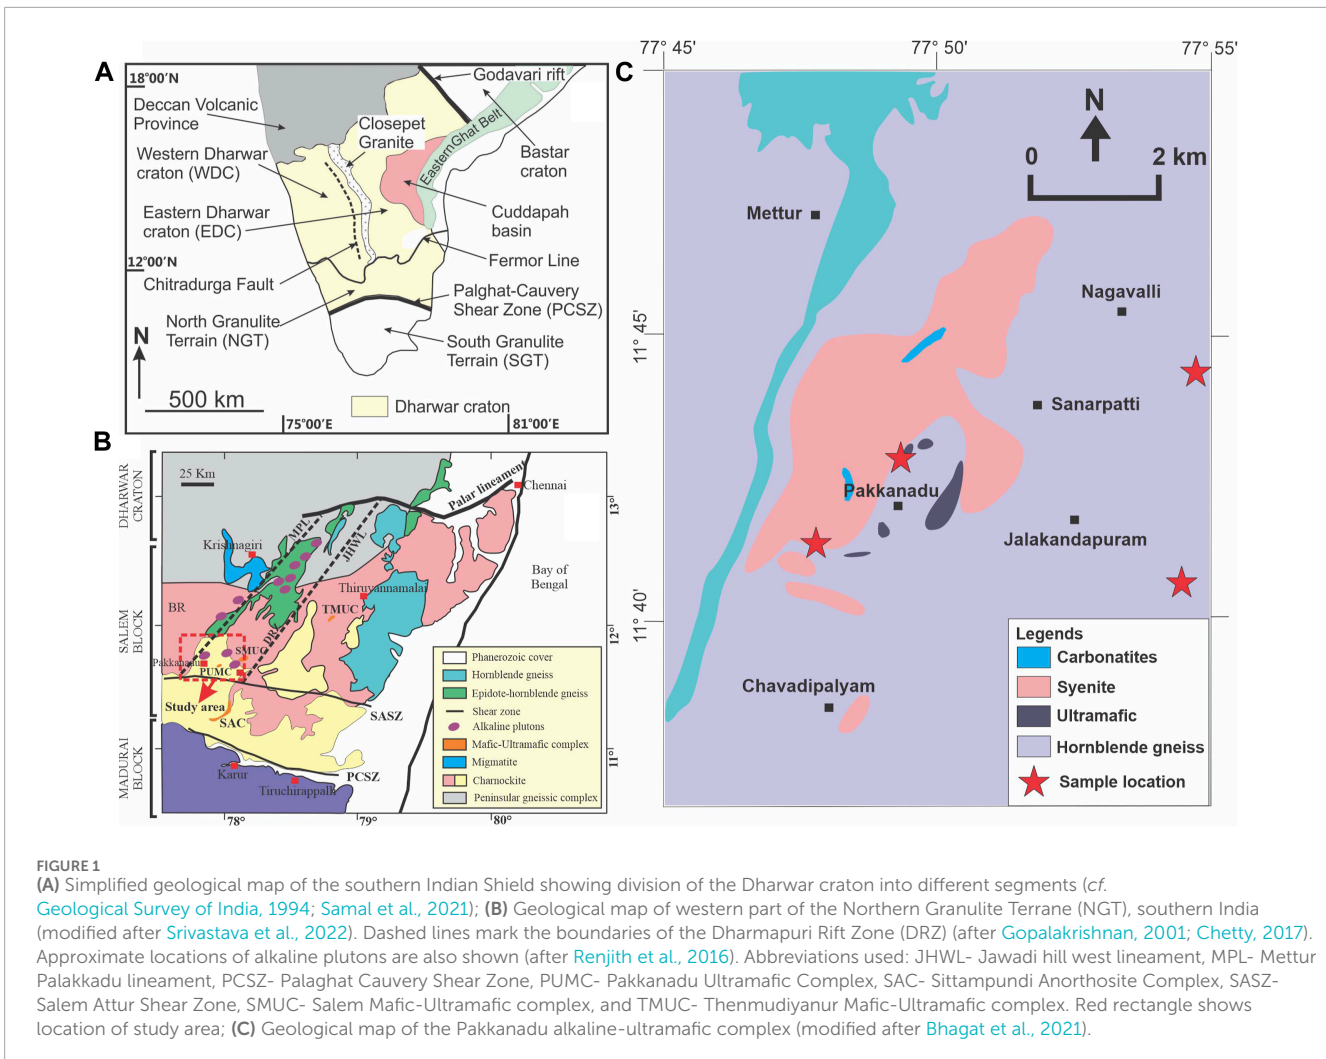 A
18°00'N
Godavari rift
Deccan Volcanic
Province
Closepet
Granite
Eastern Ghat Belt
Western Dharwar
craton (WDC)
Bastar
craton
Eastern Dharwar
craton (EDC)
Cuddapah
basin
12°00'N
Fermor Line
Chitradurga Fault
Palghat-Cauvery
Shear Zone (PCSZ)
North Granulite
Terrain (NGT)
N
South Granulite
Terrain (SGT)
500 km
Dharwar craton
75°00'E
81°00'E
B
DHARWAR
CRATON
SALEM
BLOCK
MADURAI
BLOCK
25 Km
Palar lineament
Chennai
13°
MPL
JHWL
Krishnagiri
Bay of
Bengal
Thiruvannamalai
BR
TMUC
12°
DRZ
SMUC
Pakkanadu
PUMC
Study area
SAC
SASZ
PCSZ
11°
Karur
Tiruchirappalli
78°
79°
80°
Phanerozoic cover
Hornblende gneiss
Epidote-hornblende gneiss
Shear zone
Alkaline plutons
Mafic-Ultramafic complex
Migmatite
Charnockite
Peninsular gneissic complex
C
77° 45'
77° 50'
77° 55'
N
0
2 km
Mettur
Nagavalli
11° 45'
Sanarpatti
Pakkanadu
Jalakandapuram
11° 40'
Chavadipalyam
Legends
Carbonatites
Syenite
Ultramafic
Hornblende gneiss
Sample location
FIGURE 1
(A) Simplified geological map of the southern Indian Shield showing division of the Dharwar craton into different segments (cf.
Geological Survey of India, 1994; Samal et al., 2021); (B) Geological map of western part of the Northern Granulite Terrane (NGT), southern India
(modified after Srivastava et al., 2022). Dashed lines mark the boundaries of the Dharmapuri Rift Zone (DRZ) (after Gopalakrishnan, 2001; Chetty, 2017).
Approximate locations of alkaline plutons are also shown (after Renjith et al., 2016). Abbreviations used: JHWL- Jawadi hill west lineament, MPL- Mettur
Palakkadu lineament, PCSZ- Palaghat Cauvery Shear Zone, PUMC- Pakkanadu Ultramafic Complex, SAC- Sittampundi Anorthosite Complex, SASZ-
Salem Attur Shear Zone, SMUC- Salem Mafic-Ultramafic complex, and TMUC- Thenmudiyanur Mafic-Ultramafic complex. Red rectangle shows
location of study area; (C) Geological map of the Pakkanadu alkaline-ultramafic complex (modified after Bhagat et al., 2021).